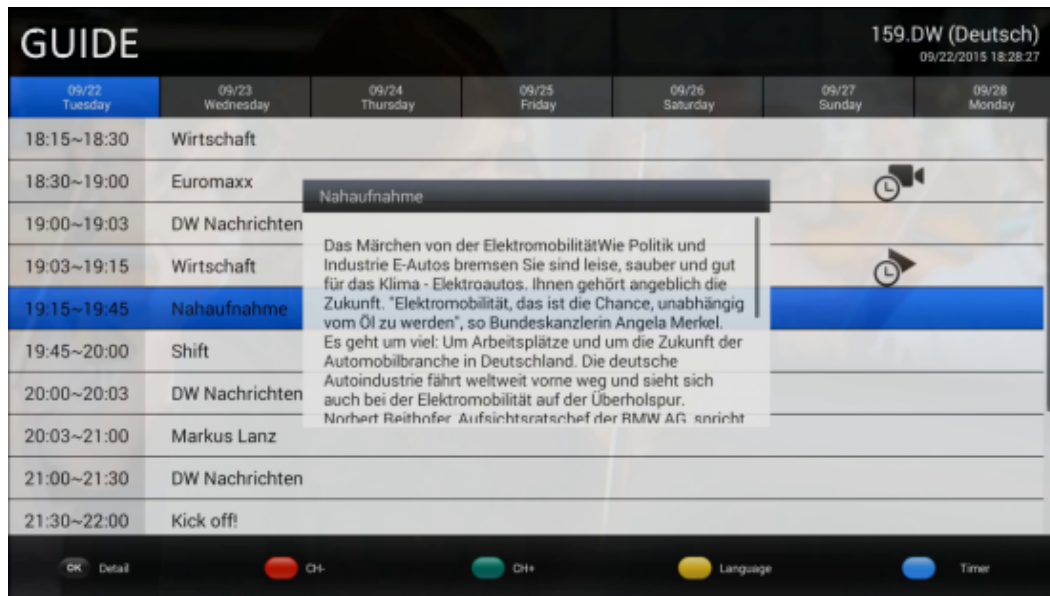 GUIDE
159.DW (Deutsch)
09/22/2015 18:28:27
09/22 09/23 09/24 09/25 09/26 09/27 09/28
Tuesday Wednesday Thursday Friday Saturday Sunday Monday
18:15~18:30 Wirtschaft
18:30~19:00 Euromaxx
19:00~19:03 DW Nachrichten
19:03~19:15 Wirtschaft
19:15~19:45 Nahaufnahme
19:45~20:00 Shift
20:00~20:03 DW Nachrichten
20:03~21:00 Markus Lanz
21:00~21:30 DW Nachrichten
21:30~22:00 Kick off!
Nahaufnahme
Das Märchen von der ElektromobilitätWie Politik und
Industrie E-Autos bremsen Sie sind leise, sauber und gut
für das Klima - Elektroautos. Ihnen gehört angeblich die
Zukunft. "Elektromobilität, das ist die Chance, unabhängig
vom Öl zu werden", so Bundeskanzlerin Angela Merkel.
Es geht um viel: Um Arbeitsplätze und um die Zukunft der
Automobilbranche in Deutschland. Die deutsche
Autoindustrie fährt weltweit vorne weg und sieht sich
auch bei der Elektromobilität auf der Überholspur.
Norbert Reithofer, Aufsichtsratschef der BMW AG, spricht
OK Detail CH- CH+ Language Timer